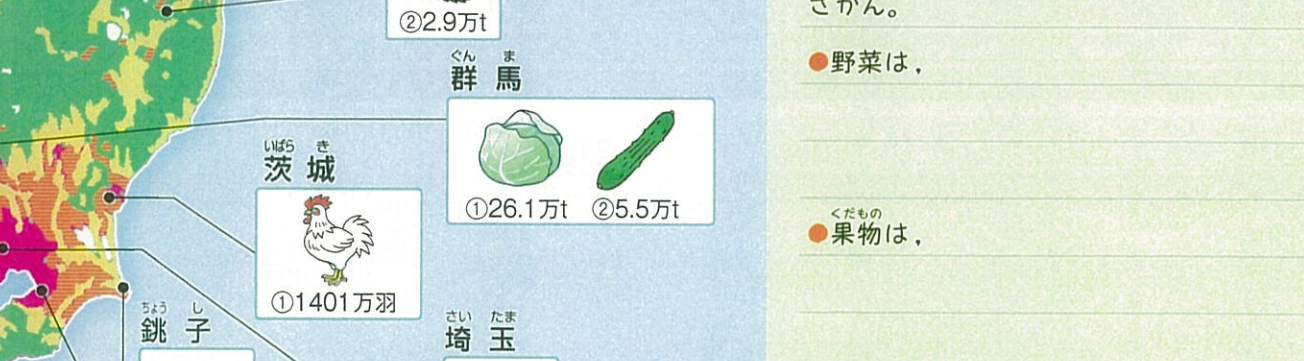 ②2.9万t
ぐん ま
群馬
①26.1万t ②5.5万t
いばら き
茨城
①1401万羽
ちょう し
銚子
さい たま
埼玉
さかん。
●野菜は，
くだもの
●果物は，